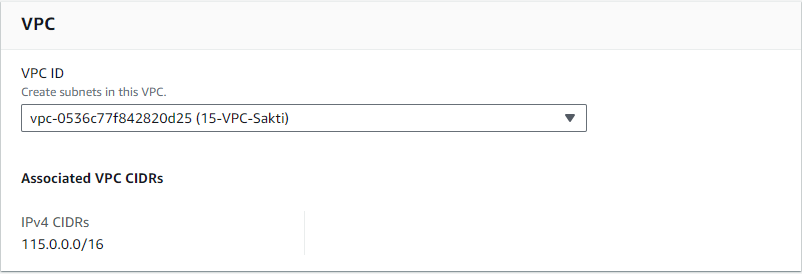 VPC
VPC ID
Create subnets in this VPC.
vpc-0536c77f842820d25 (15-VPC-Sakti)
Associated VPC CIDRs
IPv4 CIDRs
115.0.0.0/16